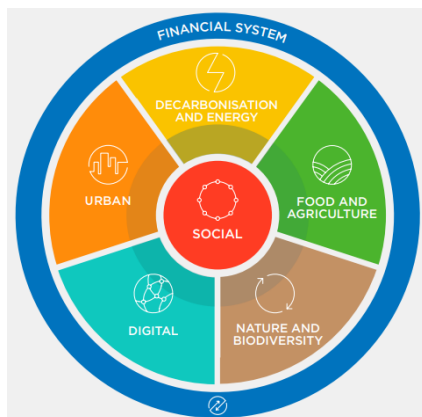 FINANCIAL SYSTEM
DECARBONISATION
AND ENERGY
URBAN
FOOD AND
AGRICULTURE
SOCIAL
DIGITAL
NATURE AND
BIODIVERSITY